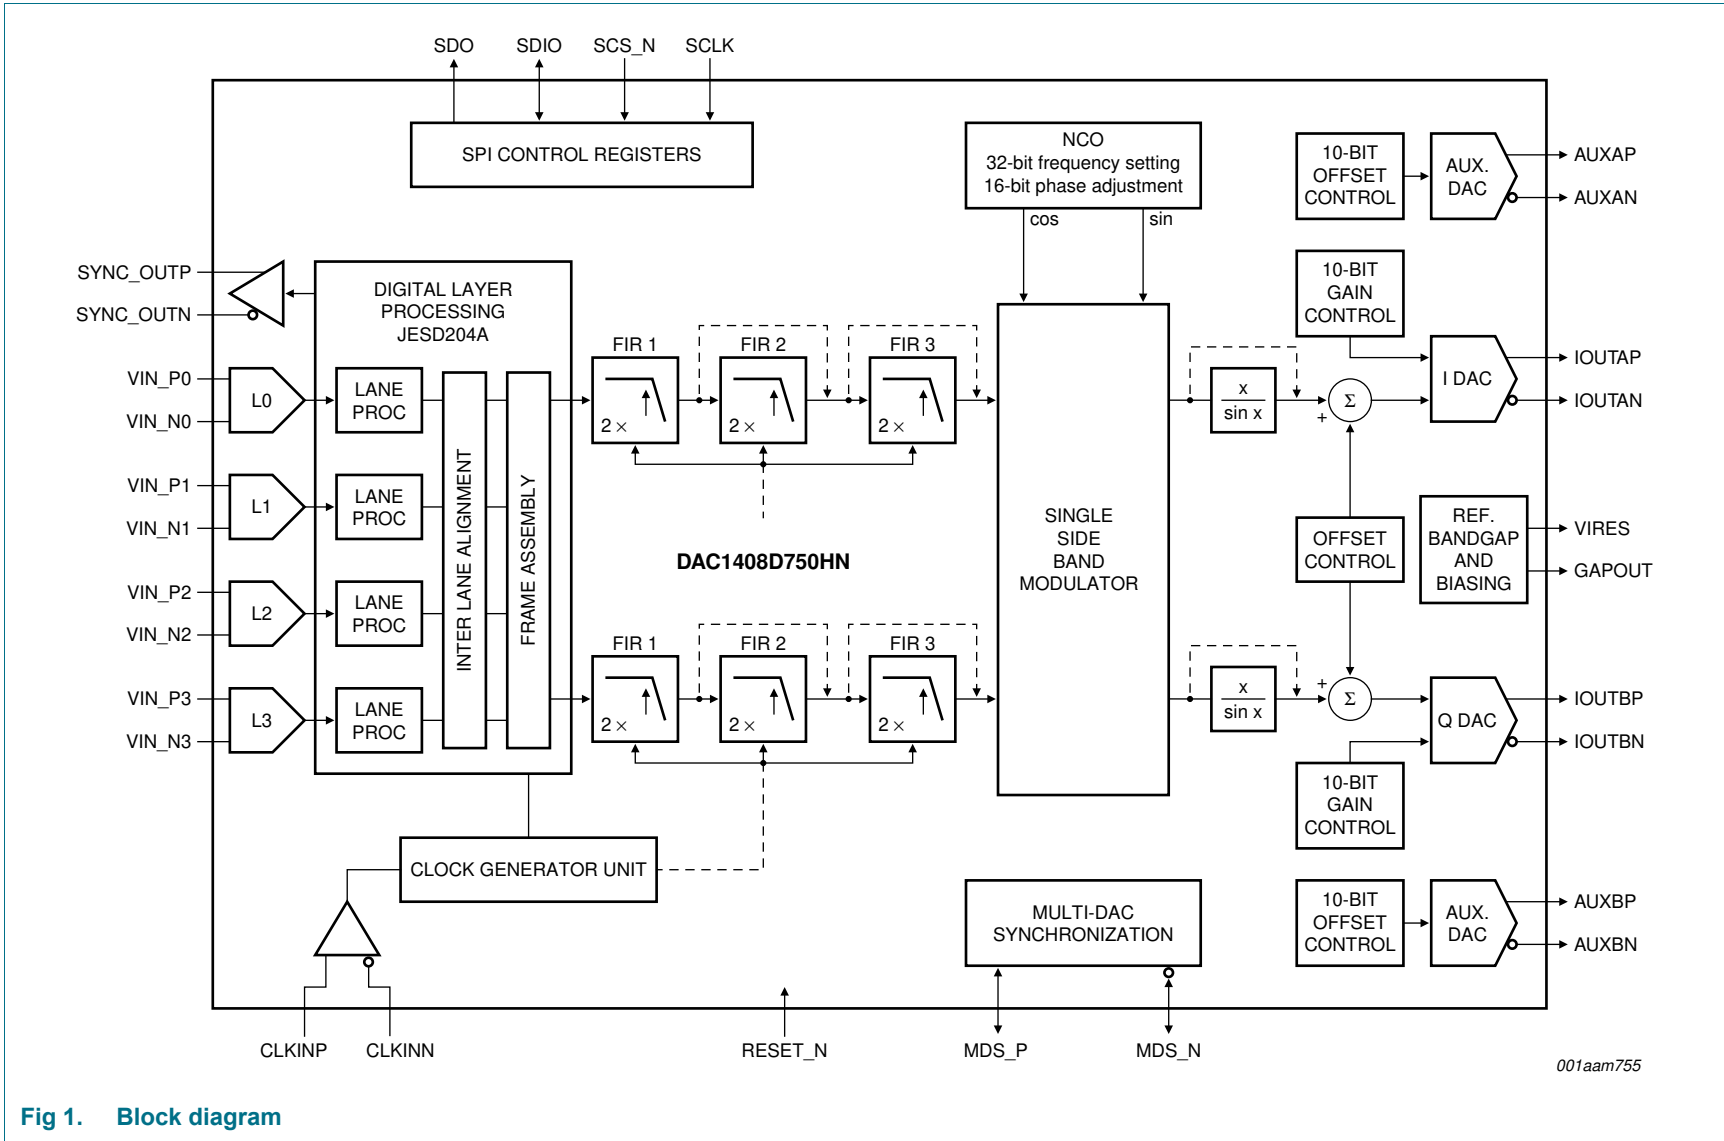 SDO
SDIO
SCS_N
SCLK
SPI CONTROL REGISTERS
NCO
32-bit frequency setting
16-bit phase adjustment
cos
sin
10-BIT
OFFSET
CONTROL
AUX.
DAC
AUXAP
AUXAN
SYNC_OUTP
SYNC_OUTN
DIGITAL LAYER
PROCESSING
JESD204A
10-BIT
GAIN
CONTROL
VIN_P0
VIN_N0
L0
LANE
PROC
FIR 1
2 ×
FIR 2
2 ×
FIR 3
2 ×
x
sin x
+
Σ
I DAC
IOUTAP
IOUTAN
VIN_P1
VIN_N1
L1
LANE
PROC
INTER LANE ALIGNMENT
FRAME ASSEMBLY
DAC1408D750HN
SINGLE
SIDE
BAND
MODULATOR
OFFSET
CONTROL
REF.
BANDGAP
AND
BIASING
VIRES
GAPOUT
VIN_P2
VIN_N2
L2
LANE
PROC
VIN_P3
VIN_N3
L3
LANE
PROC
FIR 1
2 ×
FIR 2
2 ×
FIR 3
2 ×
x
sin x
+
Σ
Q DAC
IOUTBP
IOUTBN
10-BIT
GAIN
CONTROL
CLOCK GENERATOR UNIT
MULTI-DAC
SYNCHRONIZATION
10-BIT
OFFSET
CONTROL
AUX.
DAC
AUXBP
AUXBN
CLKINP
CLKINN
RESET_N
MDS_P
MDS_N
001aam755
Fig 1. Block diagram